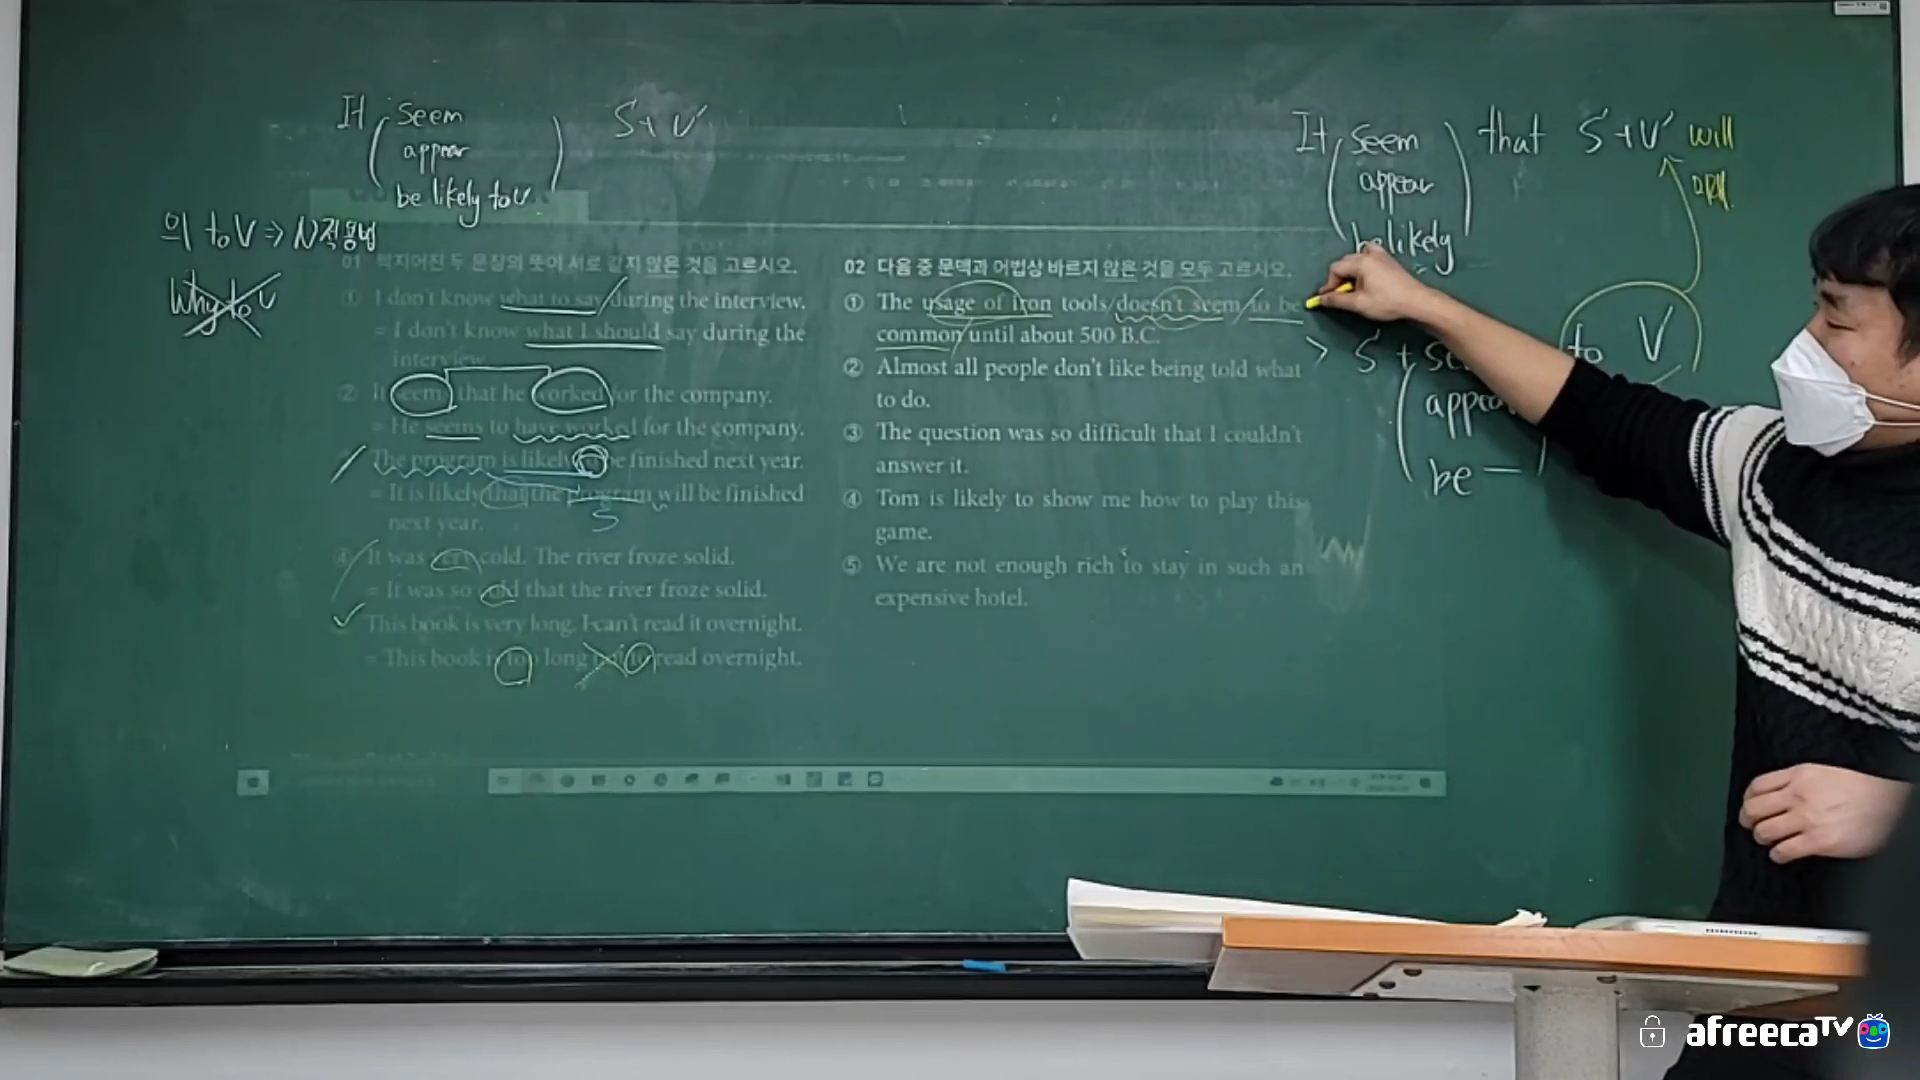 It seem S+V
appear
be likely to V
의 to V => N적용법
Why to V
01 짝지어진 두 문장의 뜻이 서로 같지 않은 것을 고르시오.
① I don't know what to say during the interview.
= I don't know what I should say during the
interview.
② It seems that he worked for the company.
= He seems to have worked for the company.
The program is likely to be finished next year.
= It is likely that the program will be finished
S
next year.
④ It was very cold. The river froze solid.
= It was so cold that the river froze solid.
This book is very long. I can't read it overnight.
= This book is too long not to read overnight.
02 다음 중 문맥과 어법상 바르지 않은 것을 모두 고르시오.
① The usage of iron tools doesn't seem to be
common until about 500 B.C.
② Almost all people don't like being told what
to do.
③ The question was so difficult that I couldn't
answer it.
④ Tom is likely to show me how to play this
game.
⑤ We are not enough rich to stay in such an
expensive hotel.
It seem that S'+V' will
appear
be likely
S' + to V
appear
be —
afreecaTV